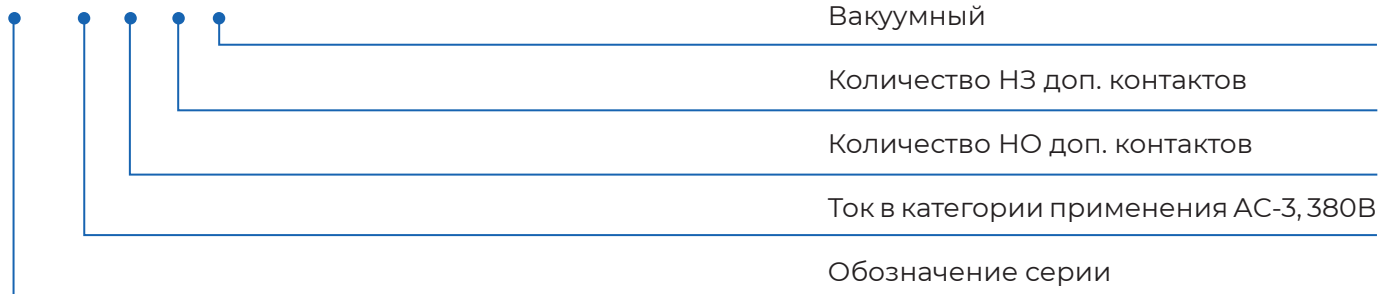 Вакуумный
Количество НЗ доп. контактов
Количество НО доп. контактов
Ток в категории применения АС-3, 380В
Обозначение серии